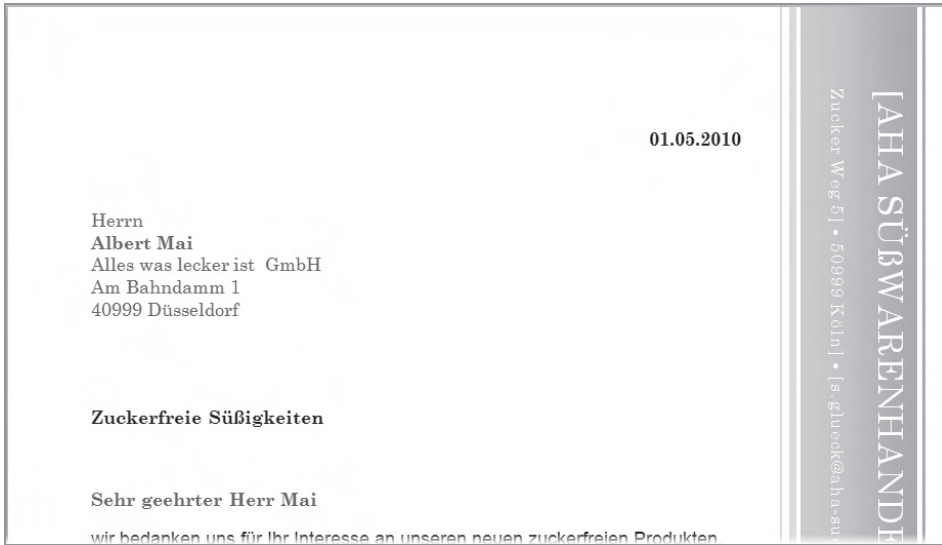 01.05.2010
Herrn
Albert Mai
Alles was lecker ist  GmbH
Am Bahndamm 1
40999 Düsseldorf
Zuckerfreie Süßigkeiten
Sehr geehrter Herr Mai
wir bedanken uns für Ihr Interesse an unseren neuen zuckerfreien Produkten.
[AHA SÜßWARENHANDE
Zucker Weg 5] • 50999 Köln] • [s.glueck@aha-su